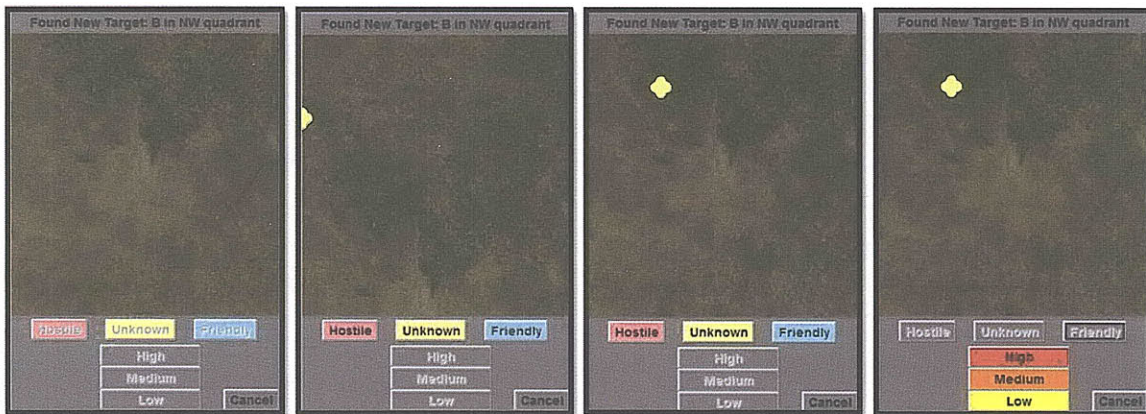 Found New Target: B in NW quadrant
Hostile Unknown Friendly
High
Medium
Low Cancel
Found New Target: B in NW quadrant
Hostile Unknown Friendly
High
Medium
Low Cancel
Found New Target: B in NW quadrant
Hostile Unknown Friendly
High
Medium
Low Cancel
Found New Target: B in NW quadrant
Hostile Unknown Friendly
High
Medium
Low Cancel